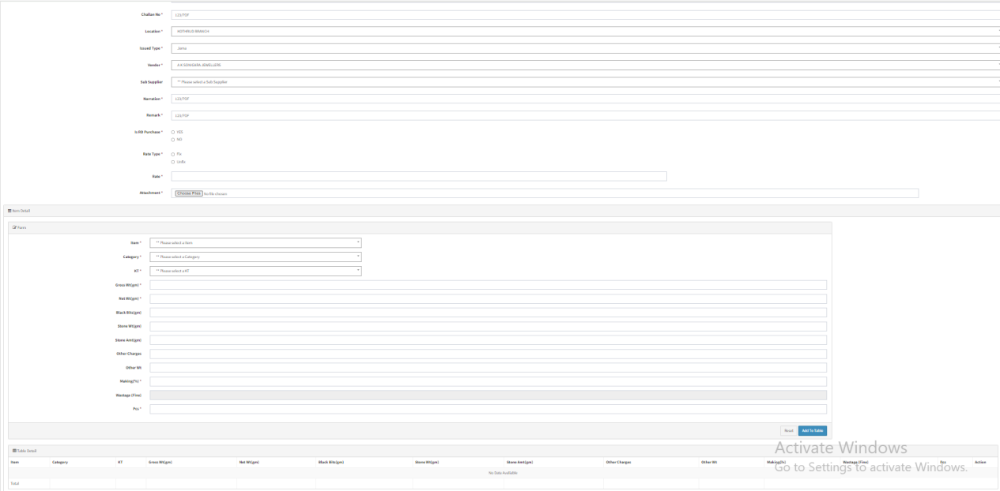 Challan No * 123/PDF
Location * KOTHRUD BRANCH
Issued Type * Jama
Vendor * A K SONIGARA JEWELLERS
Sub Supplier ** Please select a Sub Supplier
Narration * 123/PDF
Remark * 123/PDF
Is RD Purchase * YES
NO
Rate Type * Fix
Unfix
Rate *
Attachment * Choose Files No file chosen
Item Detail
Form
Item * ** Please select a Item
Category * ** Please select a Category
KT * ** Please select a KT
Gross Wt(gm) *
Net Wt(gm) *
Black Bits(gm)
Stone Wt(gm)
Stone Amt(gm)
Other Charges
Other Wt
Making(%) *
Wastage (Fine)
Pcs *
Reset Add To Table
Table Detail
Item Category KT Gross Wt(gm) Net Wt(gm) Black Bits(gm) Stone Wt(gm) Stone Amt(gm) Other Charges Other Wt Making(%) Wastage (Fine) Pcs Action
No Data Available
Total
Activate Windows
Go to Settings to activate Windows.